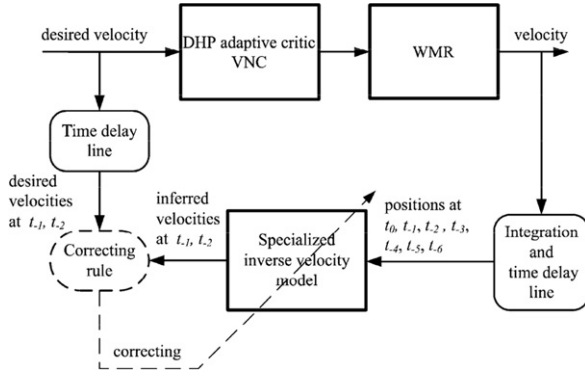 desired velocity
DHP adaptive critic
VNC
WMR
velocity
Time delay
line
desired
velocities
at t-1, t-2
inferred
velocities
at t-1, t-2
positions at
t0, t-1, t-2 , t-3,
t-4, t-5, t-6
Correcting
rule
Specialized
inverse velocity
model
Integration
and
time delay
line
correcting